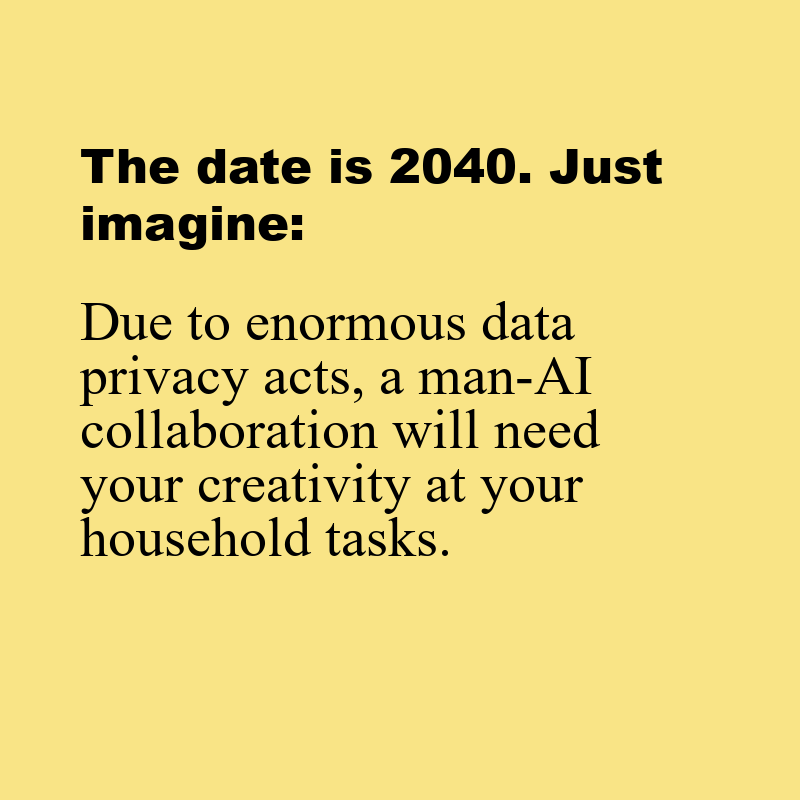 The date is 2040. Just
imagine:
Due to enormous data
privacy acts, a man-AI
collaboration will need
your creativity at your
household tasks.